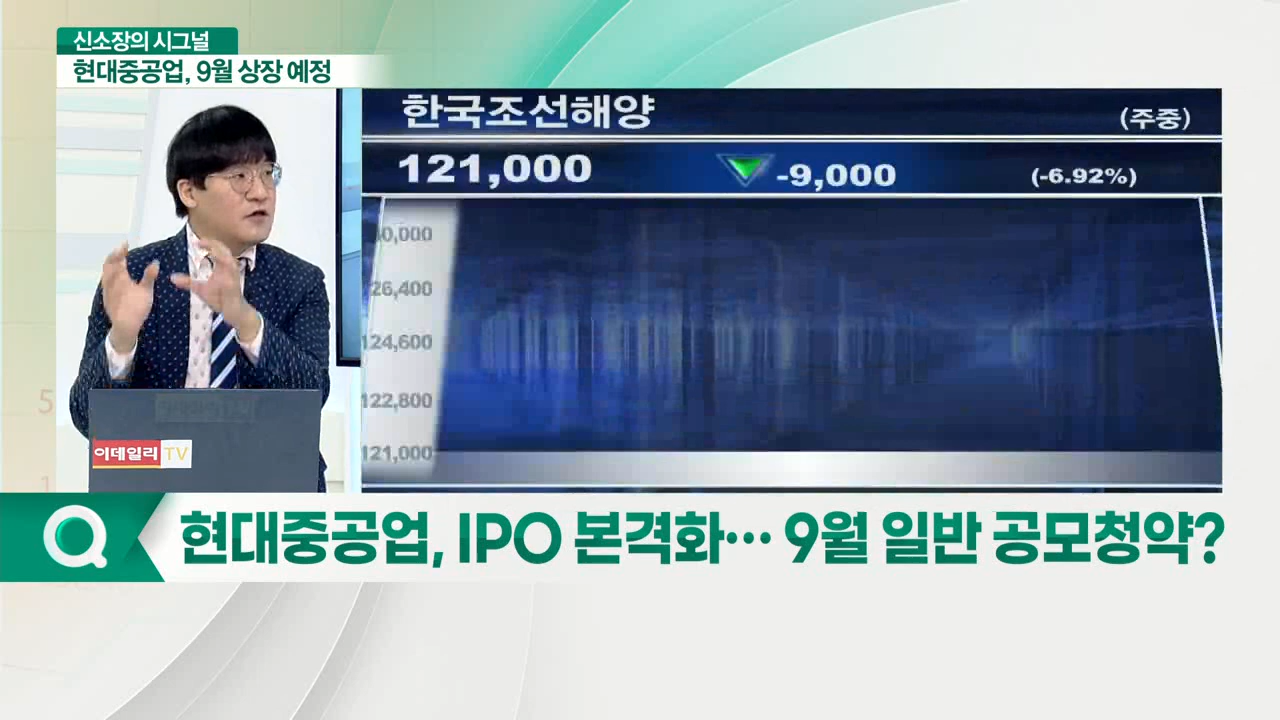 신소장의 시그널
현대중공업, 9월 상장 예정
한국조선해양 (주중)
121,000 -9,000 (-6.92%)
26,400
124,600
122,800
121,000
5
1
이데일리 TV
Q 현대중공업, IPO 본격화… 9월 일반 공모청약?